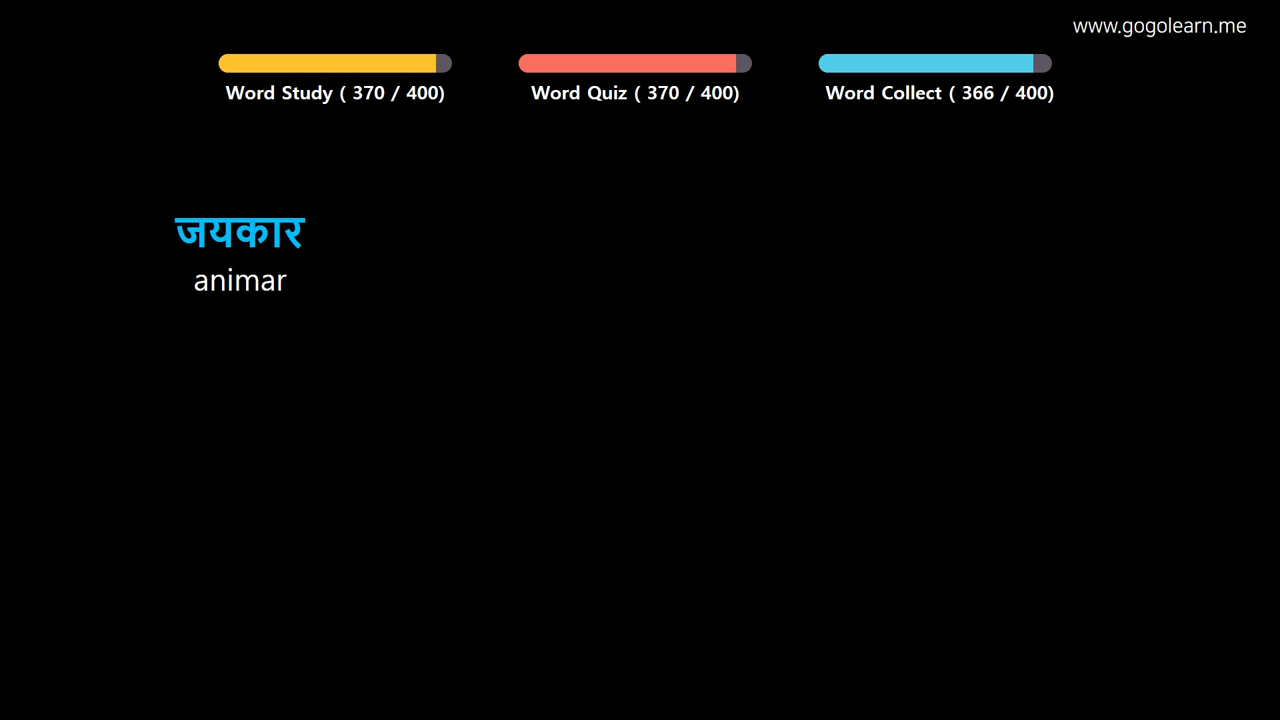 www.gogolearn.me
Word Study ( 370 / 400)
Word Quiz ( 370 / 400)
Word Collect ( 366 / 400)
जयकार
animar